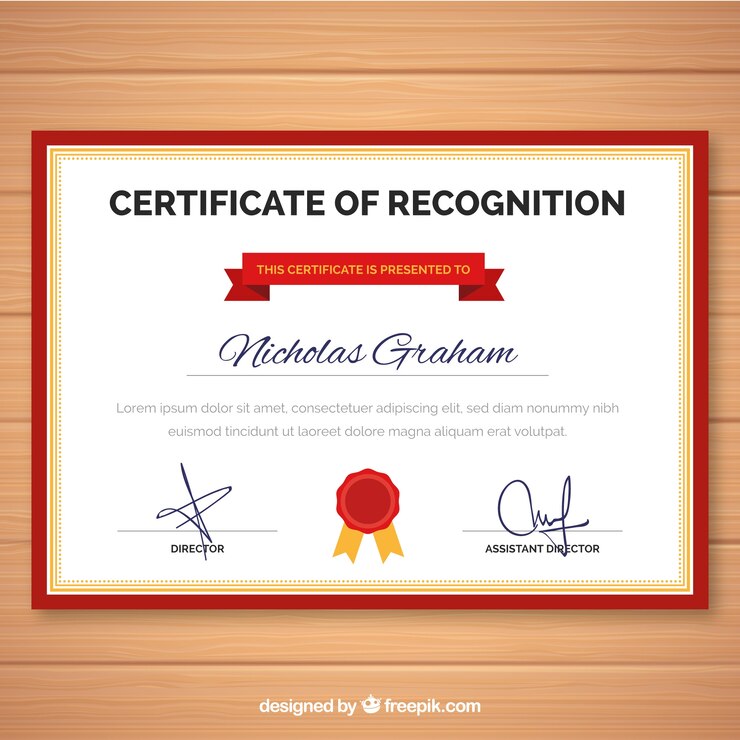 CERTIFICATE OF RECOGNITION
THIS CERTIFICATE IS PRESENTED TO
Nicholas Graham
Lorem ipsum dolor sit amet, consectetuer adipiscing elit, sed diam nonummy nibh
euismod tincidunt ut laoreet dolore magna aliquam erat volutpat.
DIRECTOR
ASSISTANT DIRECTOR
designed by freepik.com